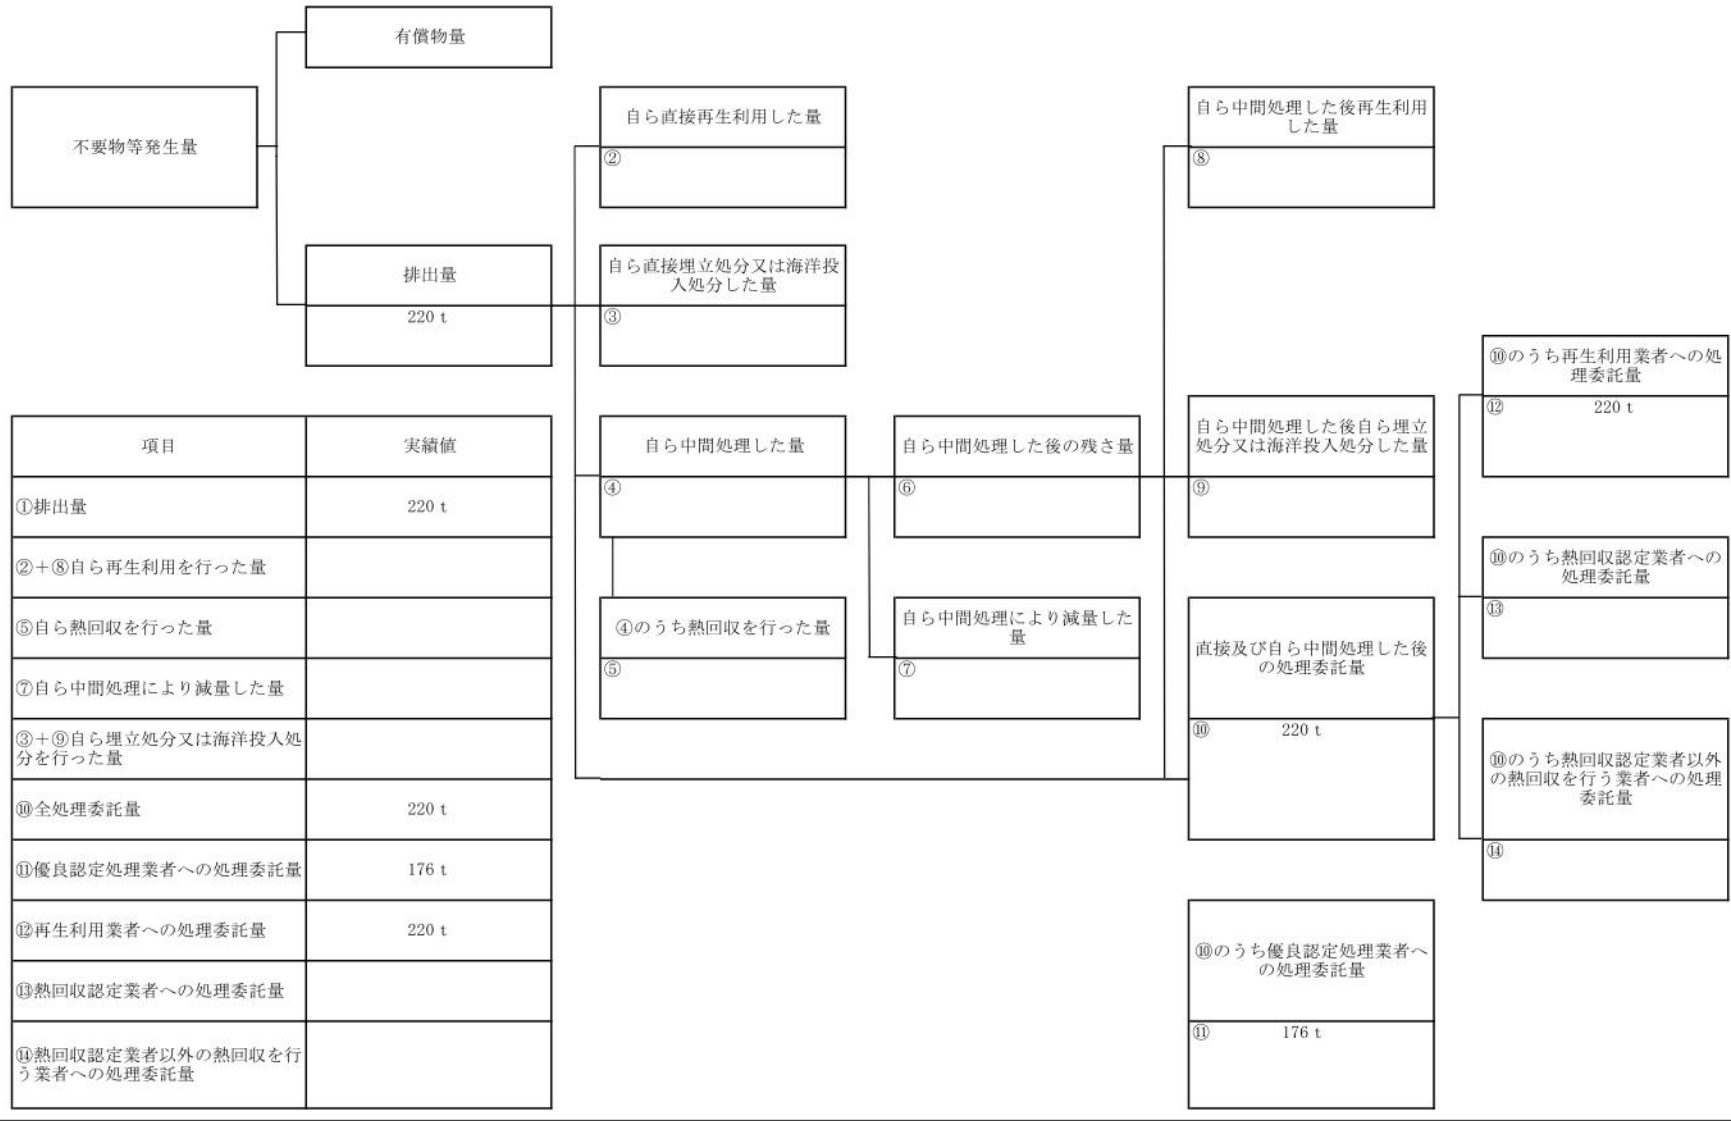 有償物量
不要物等発生量
自ら直接再生利用した量
②
自ら中間処理した後再生利用
した量
⑧
排出量
220 t
自ら直接埋立処分又は海洋投
入処分した量
③
自ら中間処理した量
④
自ら中間処理した後の残さ量
⑥
自ら中間処理した後自ら埋立
処分又は海洋投入処分した量
⑨
⑩のうち再生利用業者への処
理委託量
⑫ 220 t
④のうち熱回収を行った量
⑤
自ら中間処理により減量した
量
⑦
直接及び自ら中間処理した後
の処理委託量
⑩ 220 t
⑩のうち熱回収認定業者への
処理委託量
⑬
⑩のうち熱回収認定業者以外
の熱回収を行う業者への処理
委託量
⑭
⑩のうち優良認定処理業者へ
の処理委託量
⑪ 176 t
項目 実績値
①排出量 220 t
②＋⑧自ら再生利用を行った量
⑤自ら熱回収を行った量
⑦自ら中間処理により減量した量
③＋⑨自ら埋立処分又は海洋投入処
分を行った量
⑩全処理委託量 220 t
⑪優良認定処理業者への処理委託量 176 t
⑫再生利用業者への処理委託量 220 t
⑬熱回収認定業者への処理委託量
⑭熱回収認定業者以外の熱回収を行
う業者への処理委託量